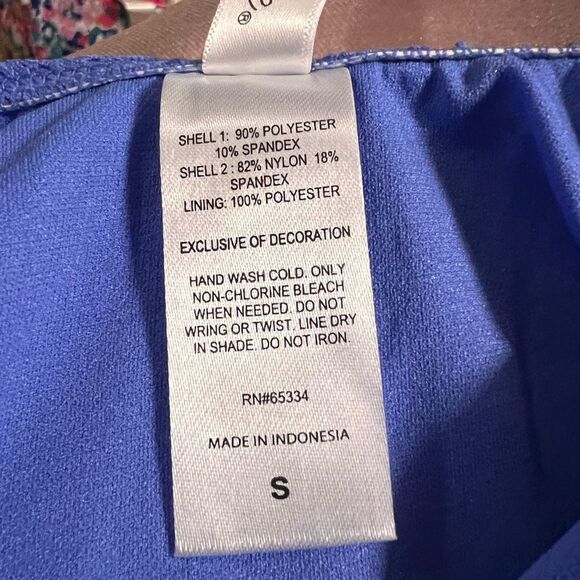 ®
SHELL 1: 90% POLYESTER
10% SPANDEX
SHELL 2 : 82% NYLON 18%
SPANDEX
LINING: 100% POLYESTER
EXCLUSIVE OF DECORATION
HAND WASH COLD. ONLY
NON-CHLORINE BLEACH
WHEN NEEDED. DO NOT
WRING OR TWIST. LINE DRY
IN SHADE. DO NOT IRON.
RN#65334
MADE IN INDONESIA
S